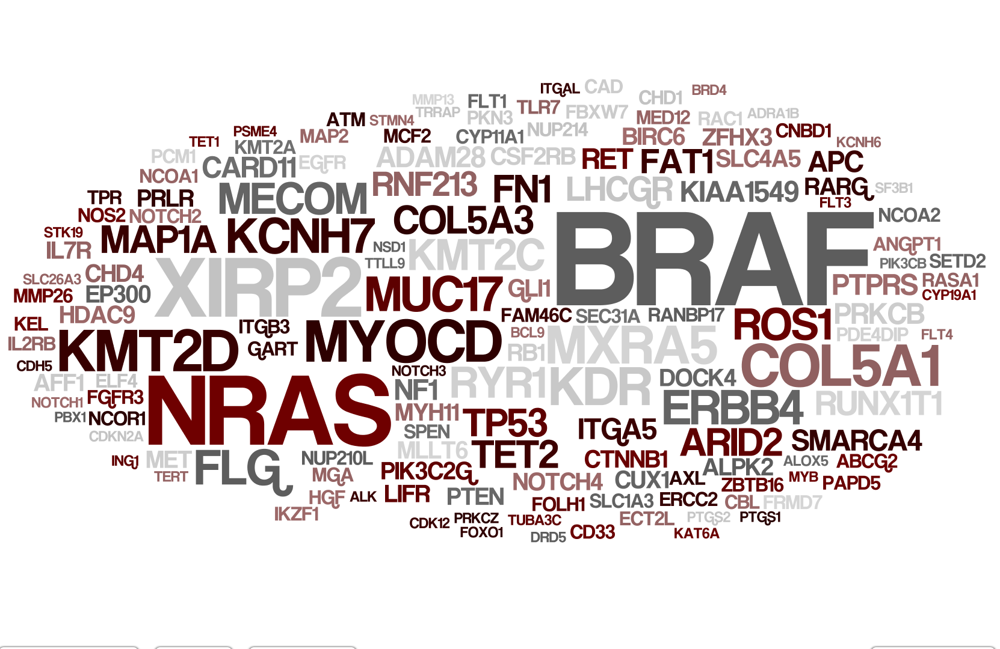 ITGAL CAD BRD4
MMP13 FLT1 CHD1
TRRAP PKN3 TLR7 FBXW7 MED12 RAC1 ADRA1B
ATM STMN4
PSME4 MAP2 MCF2 CYP11A1 NUP214 BIRC6 ZFHX3 CNBD1
TET1 KMT2A KCNH6
PCM1 CARD11 EGFR ADAM28 CSF2RB RET FAT1 SLC4A5 APC
NCOA1 MECOM RNF213 FN1 LHCGR KIAA1549 RARG SF3B1
TPR PRLR FLT3
NOS2 NOTCH2 COL5A3 BRAF NCOA2
STK19 MAP1A KCNH7
IL7R NSD1 KMT2C ANGPT1
TTLL9 PIK3CB SETD2
SLC26A3 CHD4 XIRP2 MUC17 GLI1 PTPRS RASA1
MMP26 EP300 CYP19A1
HDAC9 FAM46C SEC31A RANBP17 ROS1 PRKCB
KEL ITGB3 MYOCD BCL9 MXRA5 PDE4DIP FLT4
IL2RB KMT2D GART RB1 COL5A1
CDH5 NOTCH3
AFF1 ELF4 NRAS NF1 RYR1 KDR DOCK4
NOTCH1 FGFR3 ERBB4 RUNX1T1
PBX1 NCOR1 MYH11 TP53 ITGA5
CDKN2A SPEN
MLLT6 TET2 ARID2 SMARCA4
ING1 MET FLG NUP210L CTNNB1 ALPK2 ALOX5 ABCG2
TERT MGA PIK3C2G NOTCH4 CUX1 AXL ZBTB16 MYB PAPD5
HGF ALK LIFR PTEN FOLH1 SLC1A3 ERCC2 CBL FRMD7
IKZF1 CDK12 PRKCZ TUBA3C ECT2L PTGS2 PTGS1
FOXO1 DRD5 CD33 KAT6A